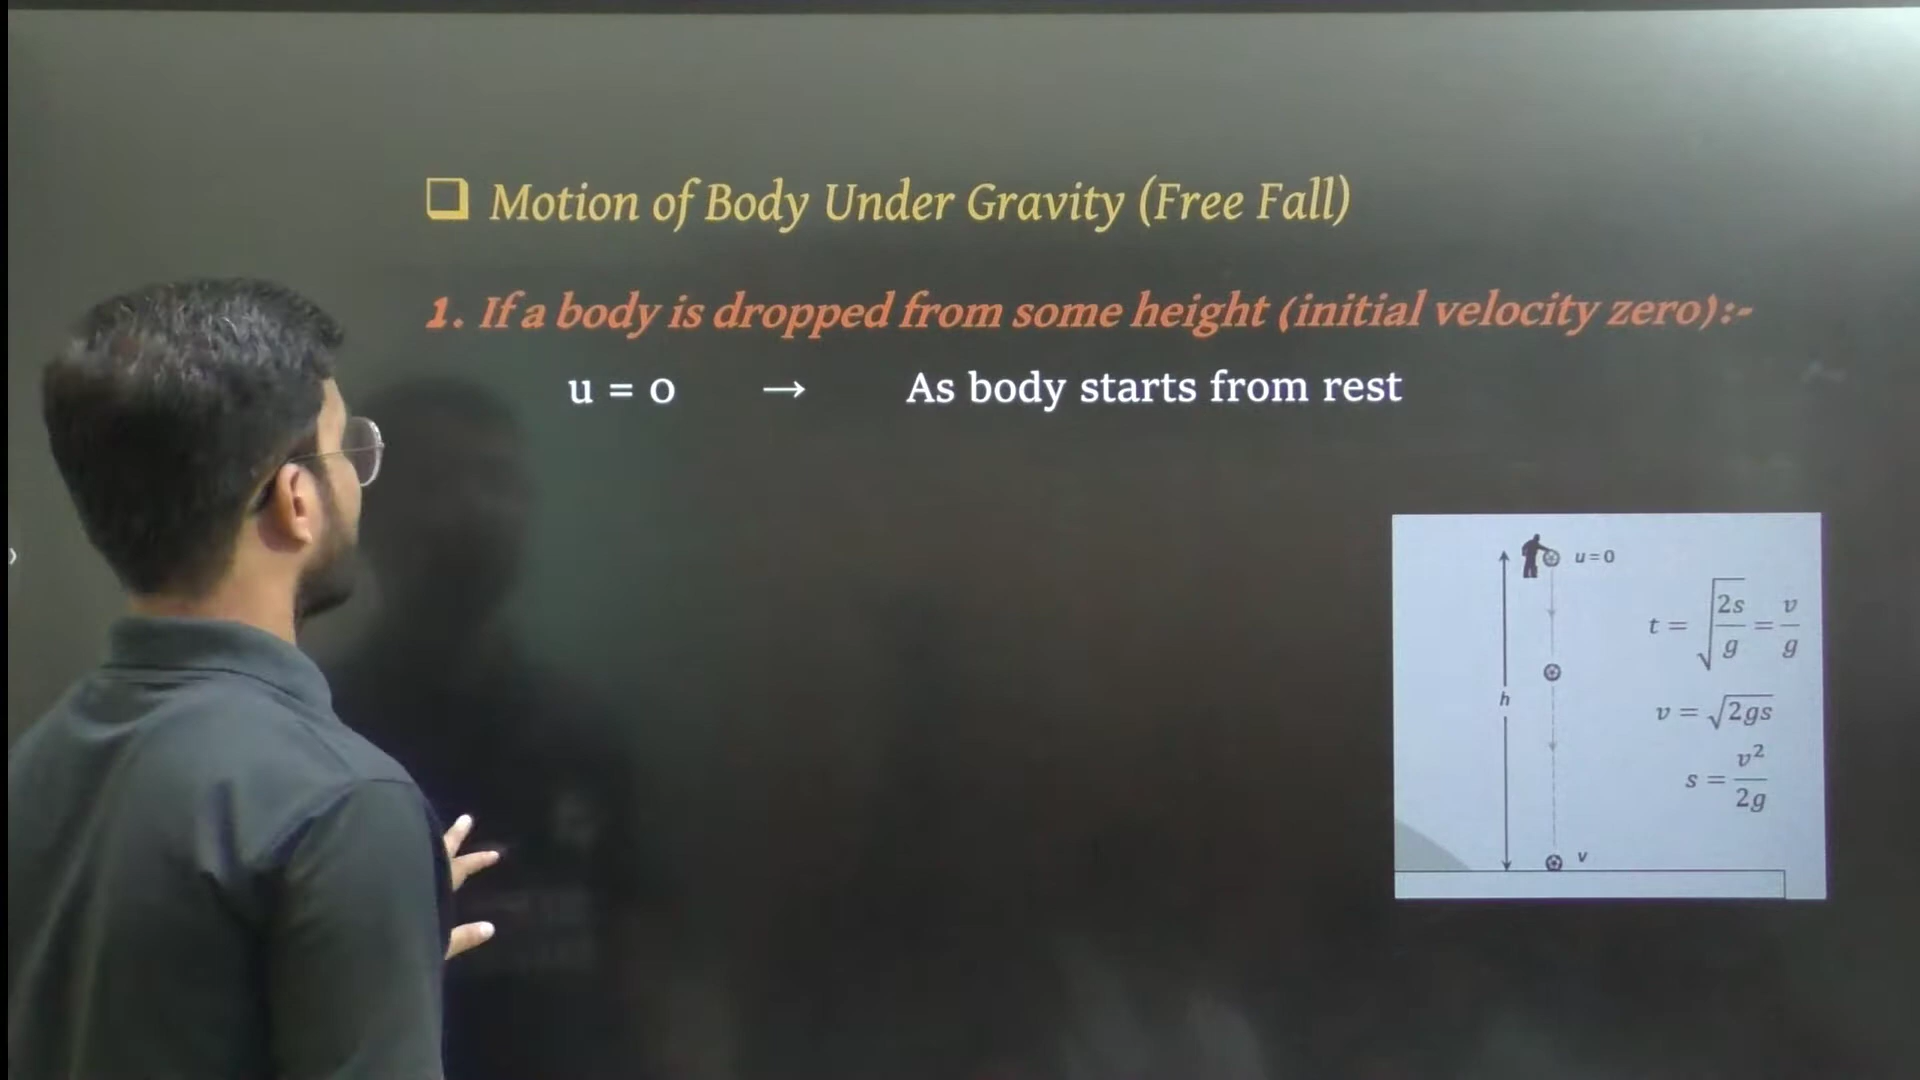 ❑ Motion of Body Under Gravity (Free Fall)
1. If a body is dropped from some height (initial velocity zero):-
u = 0 → As body starts from rest
u = 0
t = √(2s/g) = v/g
h
v = √(2gs)
s = v²/2g
v